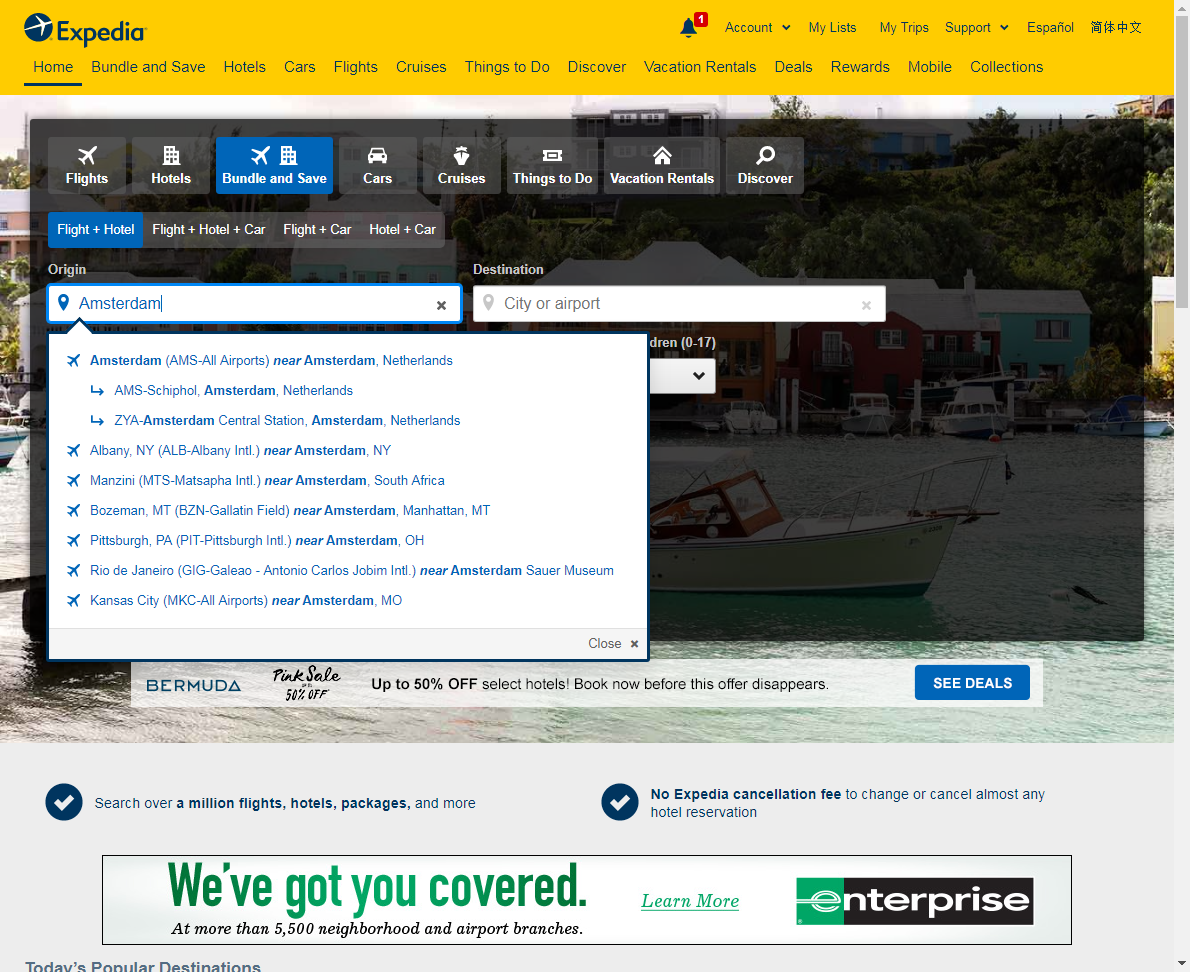 Expedia
1
Account
My Lists
My Trips
Support
Español
简体中文
Home
Bundle and Save
Hotels
Cars
Flights
Cruises
Things to Do
Discover
Vacation Rentals
Deals
Rewards
Mobile
Collections
Flights
Hotels
Bundle and Save
Cars
Cruises
Things to Do
Vacation Rentals
Discover
Flight + Hotel
Flight + Hotel + Car
Flight + Car
Hotel + Car
Origin
Destination
Amsterdam
City or airport
dren (0-17)
Amsterdam (AMS-All Airports) near Amsterdam, Netherlands
AMS-Schiphol, Amsterdam, Netherlands
ZYA-Amsterdam Central Station, Amsterdam, Netherlands
Albany, NY (ALB-Albany Intl.) near Amsterdam, NY
Manzini (MTS-Matsapha Intl.) near Amsterdam, South Africa
Bozeman, MT (BZN-Gallatin Field) near Amsterdam, Manhattan, MT
Pittsburgh, PA (PIT-Pittsburgh Intl.) near Amsterdam, OH
Rio de Janeiro (GIG-Galeao - Antonio Carlos Jobim Intl.) near Amsterdam Sauer Museum
Kansas City (MKC-All Airports) near Amsterdam, MO
Close
BERMUDA
Pink Sale
UP TO
50% OFF
Up to 50% OFF select hotels! Book now before this offer disappears.
SEE DEALS
Search over a million flights, hotels, packages, and more
No Expedia cancellation fee to change or cancel almost any
hotel reservation
We've got you covered.
At more than 5,500 neighborhood and airport branches.
Learn More
enterprise
Today's Popular Destinations